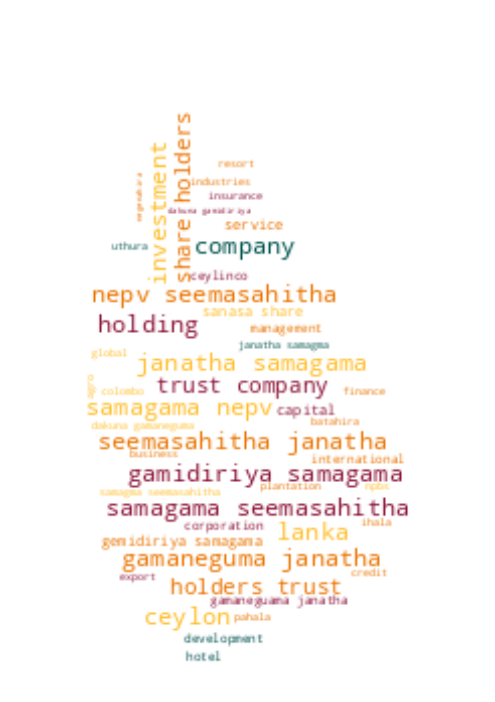 share holders
investment
resort
industries
insurance
dakuna gamidiriya
service
uthura
company
ceylinco
nepv seemasahitha
sanasa share
holding
management
janatha samagma
global
janatha samagama
trust company
agro
colombo
finance
samagama nepv
capital
batahira
dakuna gamaneguma
seemasahitha janatha
business
international
gamidiriya samagama
plantation
samagma seemasahitha
samagama seemasahitha
corporation
ihala
lanka
gemidiriya samagama
gamaneguma janatha
credit
export
holders trust
gamaneguama janatha
ceylon
pahala
development
hotel